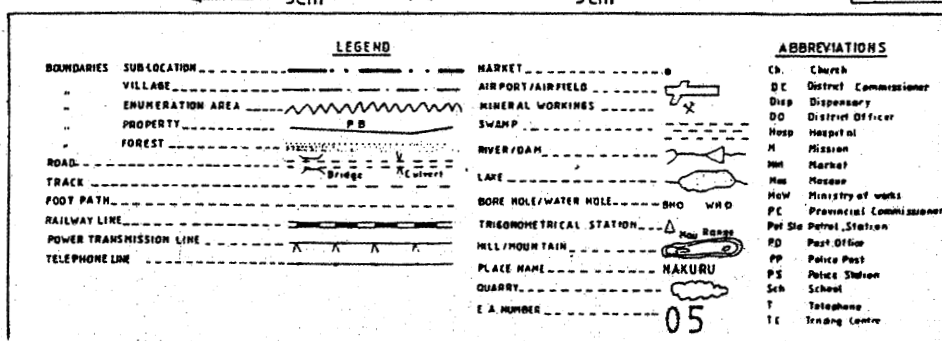 5cm 5cm
LEGEND
BOUNDARIES SUB-LOCATION
" VILLAGE
" ENUMERATION AREA
" PROPERTY PB
" FOREST
ROAD Bridge Culvert
TRACK
FOOT PATH
RAILWAY LINE
POWER TRANSMISSION LINE
TELEPHONE LINE
MARKET
AIRPORT/AIRFIELD
MINERAL WORKINGS
SWAMP
RIVER/DAM
LAKE
BORE HOLE/WATER HOLE BHO WHO
TRIGONOMETRICAL STATION
HILL/MOUNTAIN Mau Range
PLACE NAME NAKURU
QUARRY
E A NUMBER 05
ABBREVIATIONS
Ch. Church
DC District Commissioner
Disp Dispensary
DO District Officer
Hosp Hospital
M Mission
Market
Mos Mosque
MoW Ministry of works
PC Provincial Commissioner
Pet Sta Petrol Station
PO Post Office
PP Police Post
PS Police Station
Sch School
T Telephone
TC Trading Centre